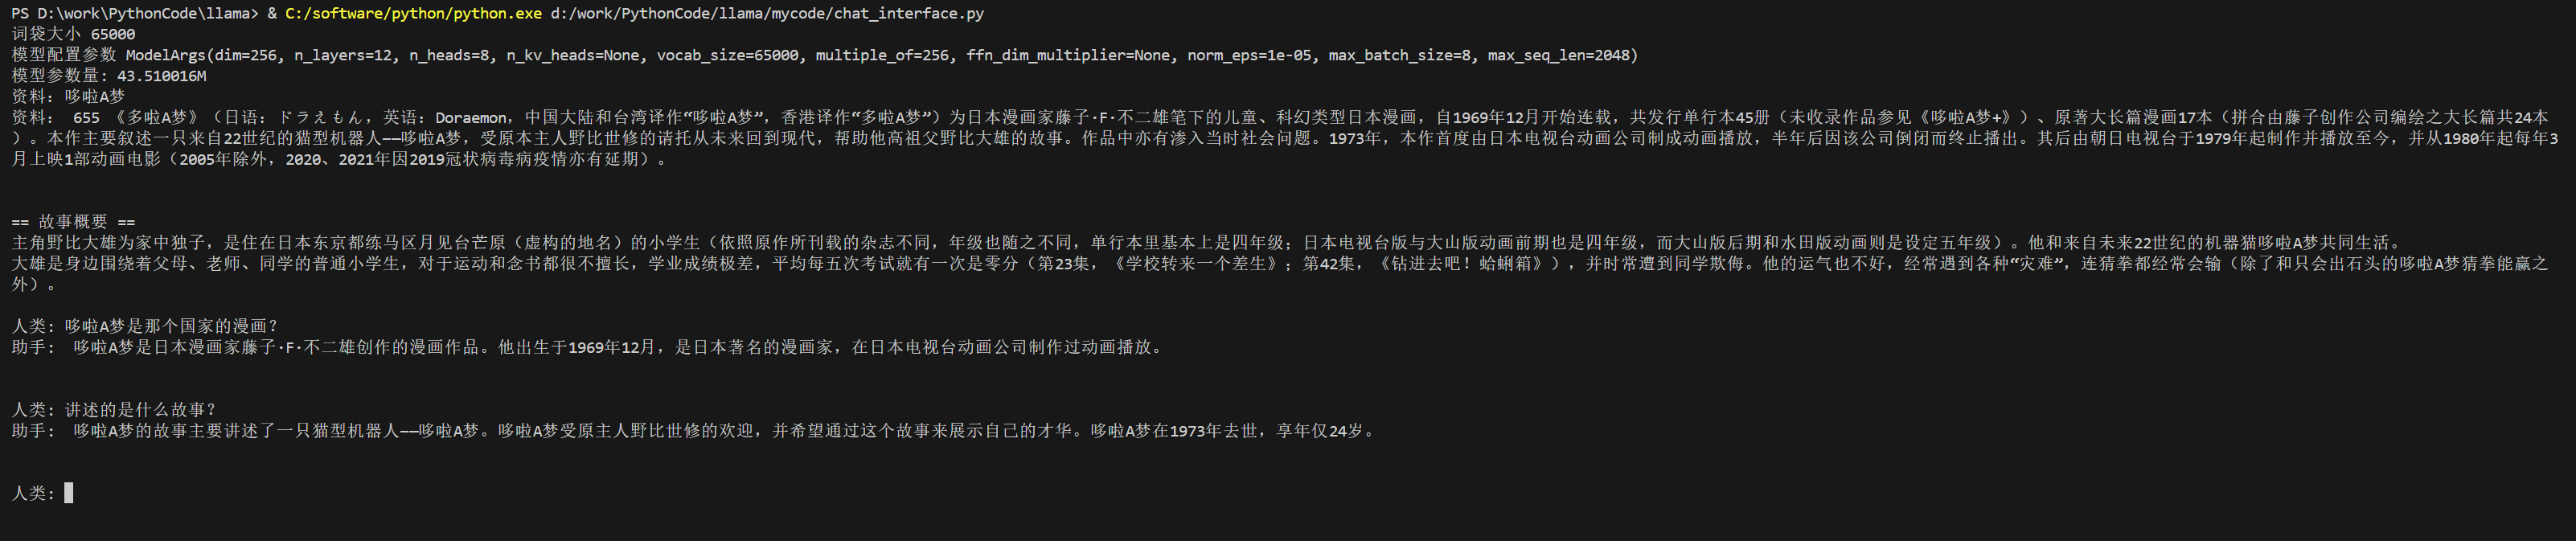 PS D:\work\PythonCode\llama> & C:/software/python/python.exe d:/work/PythonCode/llama/mycode/chat_interface.py
词袋大小 65000
模型配置参数 ModelArgs(dim=256, n_layers=12, n_heads=8, n_kv_heads=None, vocab_size=65000, multiple_of=256, ffn_dim_multiplier=None, norm_eps=1e-05, max_batch_size=8, max_seq_len=2048)
模型参数量: 43.510016M
资料: 哆啦A梦
资料:  655 《多啦A梦》（日语: ドラえもん，英语: Doraemon，中国大陆和台湾译作“哆啦A梦”，香港译作“多啦A梦”）为日本漫画家藤子·F·不二雄笔下的儿童、科幻类型日本漫画，自1969年12月开始连载，共发行单行本45册（未收录作品参见《哆啦A梦+》）、原著大长篇漫画17本（拼合由藤子创作公司编绘之大长篇共24本
）。本作主要叙述一只来自22世纪的猫型机器人——哆啦A梦，受原本主人野比世修的请托从未来回到现代，帮助他高祖父野比大雄的故事。作品中亦有渗入当时社会问题。1973年，本作首度由日本电视台动画公司制成动画播放，半年后因该公司倒闭而终止播出。其后由朝日电视台于1979年起制作并播放至今，并从1980年起每年3
月上映1部动画电影（2005年除外，2020、2021年因2019冠状病毒病疫情亦有延期）。
== 故事概要 ==
主角野比大雄为家中独子，是住在日本东京都练马区月见台芒原（虚构的地名）的小学生（依照原作所刊载的杂志不同，年级也随之不同，单行本里基本上是四年级；日本电视台版与大山版动画前期也是四年级，而大山版后期和水田版动画则是设定五年级）。他和来自未来22世纪的机器猫哆啦A梦共同生活。
大雄是身边围绕着父母、老师、同学的普通小学生，对于运动和念书都很不擅长，学业成绩极差，平均每五次考试就有一次是零分（第23集，《学校转来一个差生》；第42集，《钻进去吧！蛤蜊箱》），并时常遭到同学欺侮。他的运气也不好，经常遇到各种“灾难”，连猜拳都经常会输（除了和只会出石头的哆啦A梦猜拳能赢之
外）。
人类: 哆啦A梦是那个国家的漫画？
助手:  哆啦A梦是日本漫画家藤子·F·不二雄创作的漫画作品。他出生于1969年12月，是日本著名的漫画家，在日本电视台动画公司制作过动画播放。
人类: 讲述的是什么故事？
助手:  哆啦A梦的故事主要讲述了一只猫型机器人——哆啦A梦。哆啦A梦受原主人野比世修的欢迎，并希望通过这个故事来展示自己的才华。哆啦A梦在1973年去世，享年仅24岁。
人类: